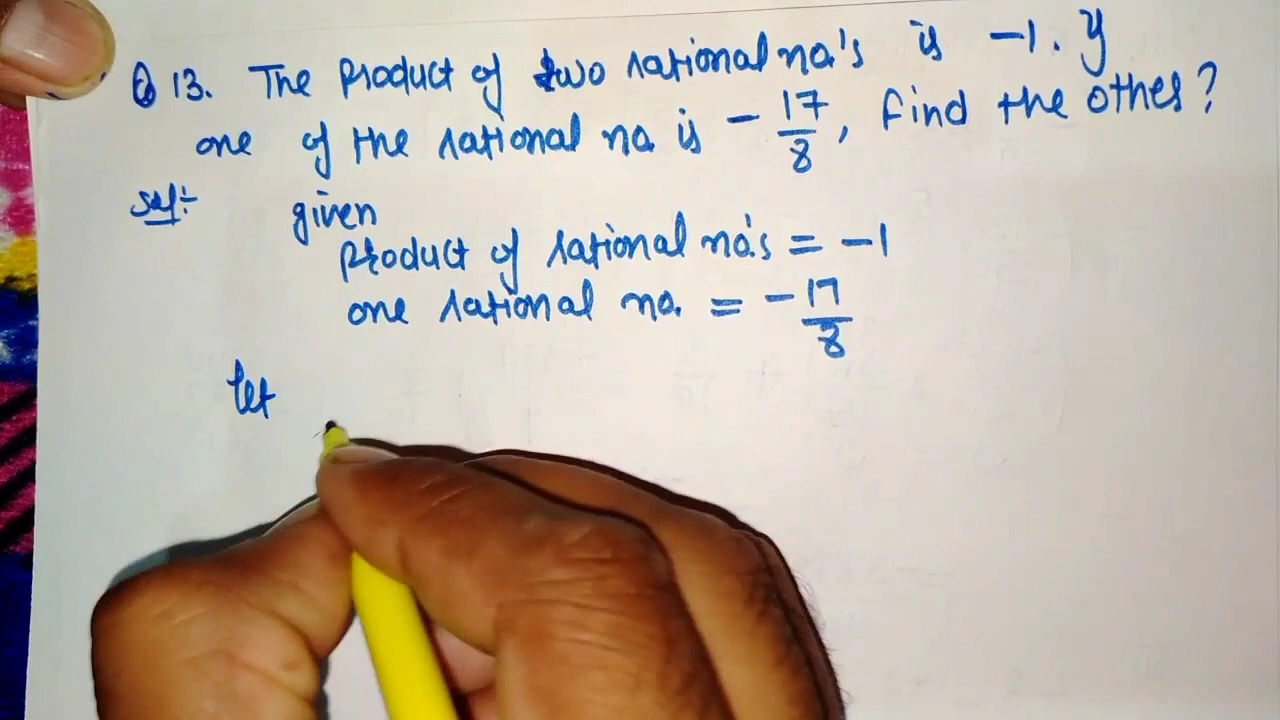 Q 13. The product of two rational no's is -1. If
one of the rational no. is - 17/8, find the other?
Sol:-
given
product of rational no's = -1
one rational no. = - 17/8
let